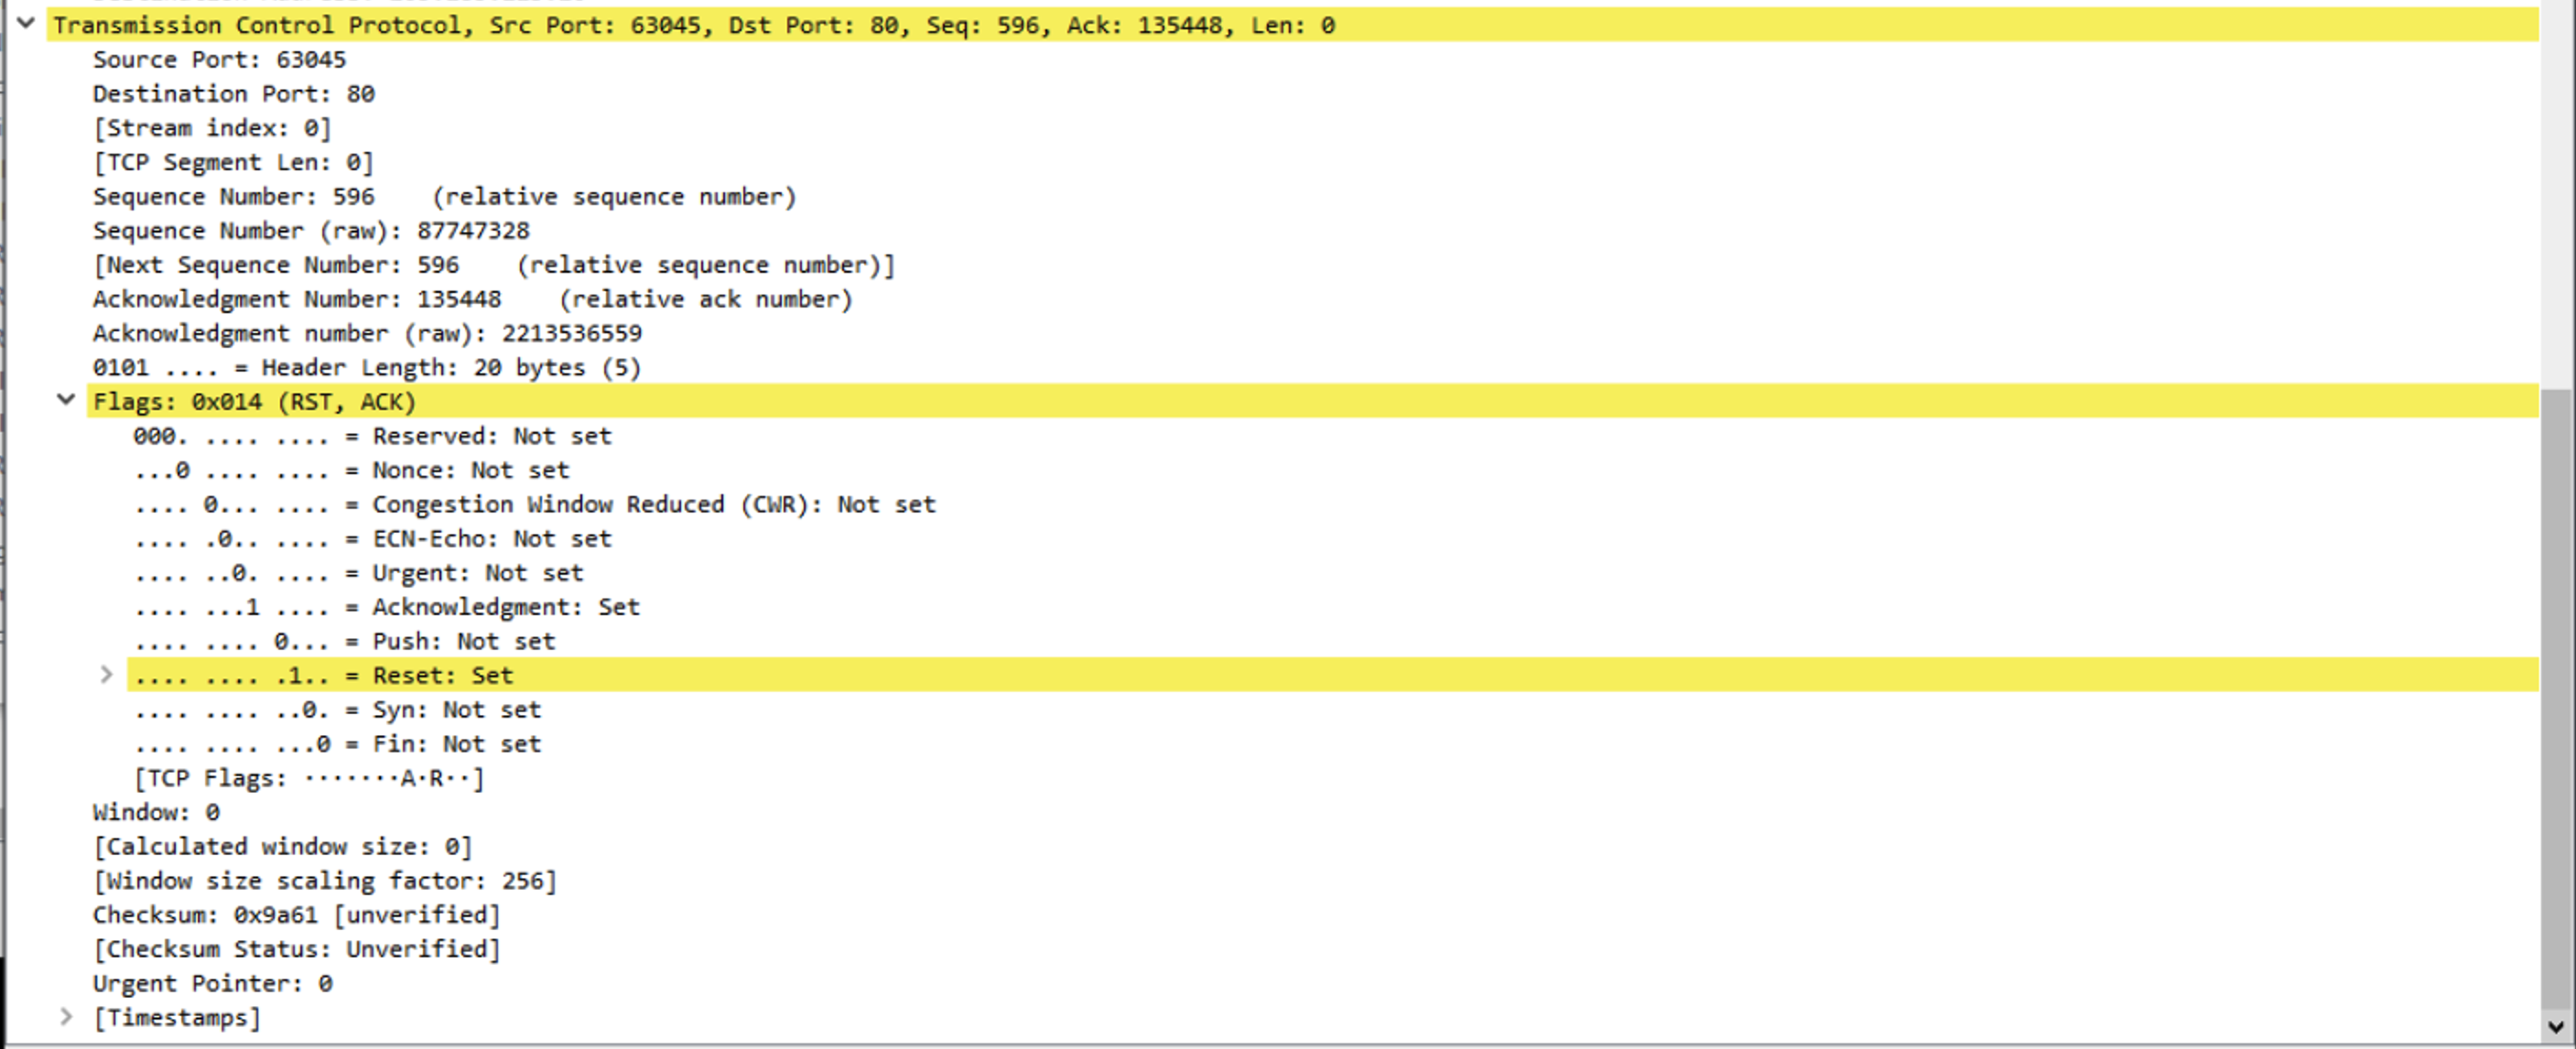 Transmission Control Protocol, Src Port: 63045, Dst Port: 80, Seq: 596, Ack: 135448, Len: 0
Source Port: 63045
Destination Port: 80
[Stream index: 0]
[TCP Segment Len: 0]
Sequence Number: 596    (relative sequence number)
Sequence Number (raw): 87747328
[Next Sequence Number: 596    (relative sequence number)]
Acknowledgment Number: 135448    (relative ack number)
Acknowledgment number (raw): 2213536559
0101 .... = Header Length: 20 bytes (5)
Flags: 0x014 (RST, ACK)
000. .... .... = Reserved: Not set
...0 .... .... = Nonce: Not set
.... 0... .... = Congestion Window Reduced (CWR): Not set
.... .0.. .... = ECN-Echo: Not set
.... ..0. .... = Urgent: Not set
.... ...1 .... = Acknowledgment: Set
.... .... 0... = Push: Not set
.... .... .1.. = Reset: Set
.... .... ..0. = Syn: Not set
.... .... ...0 = Fin: Not set
[TCP Flags: ·······A·R··]
Window: 0
[Calculated window size: 0]
[Window size scaling factor: 256]
Checksum: 0x9a61 [unverified]
[Checksum Status: Unverified]
Urgent Pointer: 0
[Timestamps]